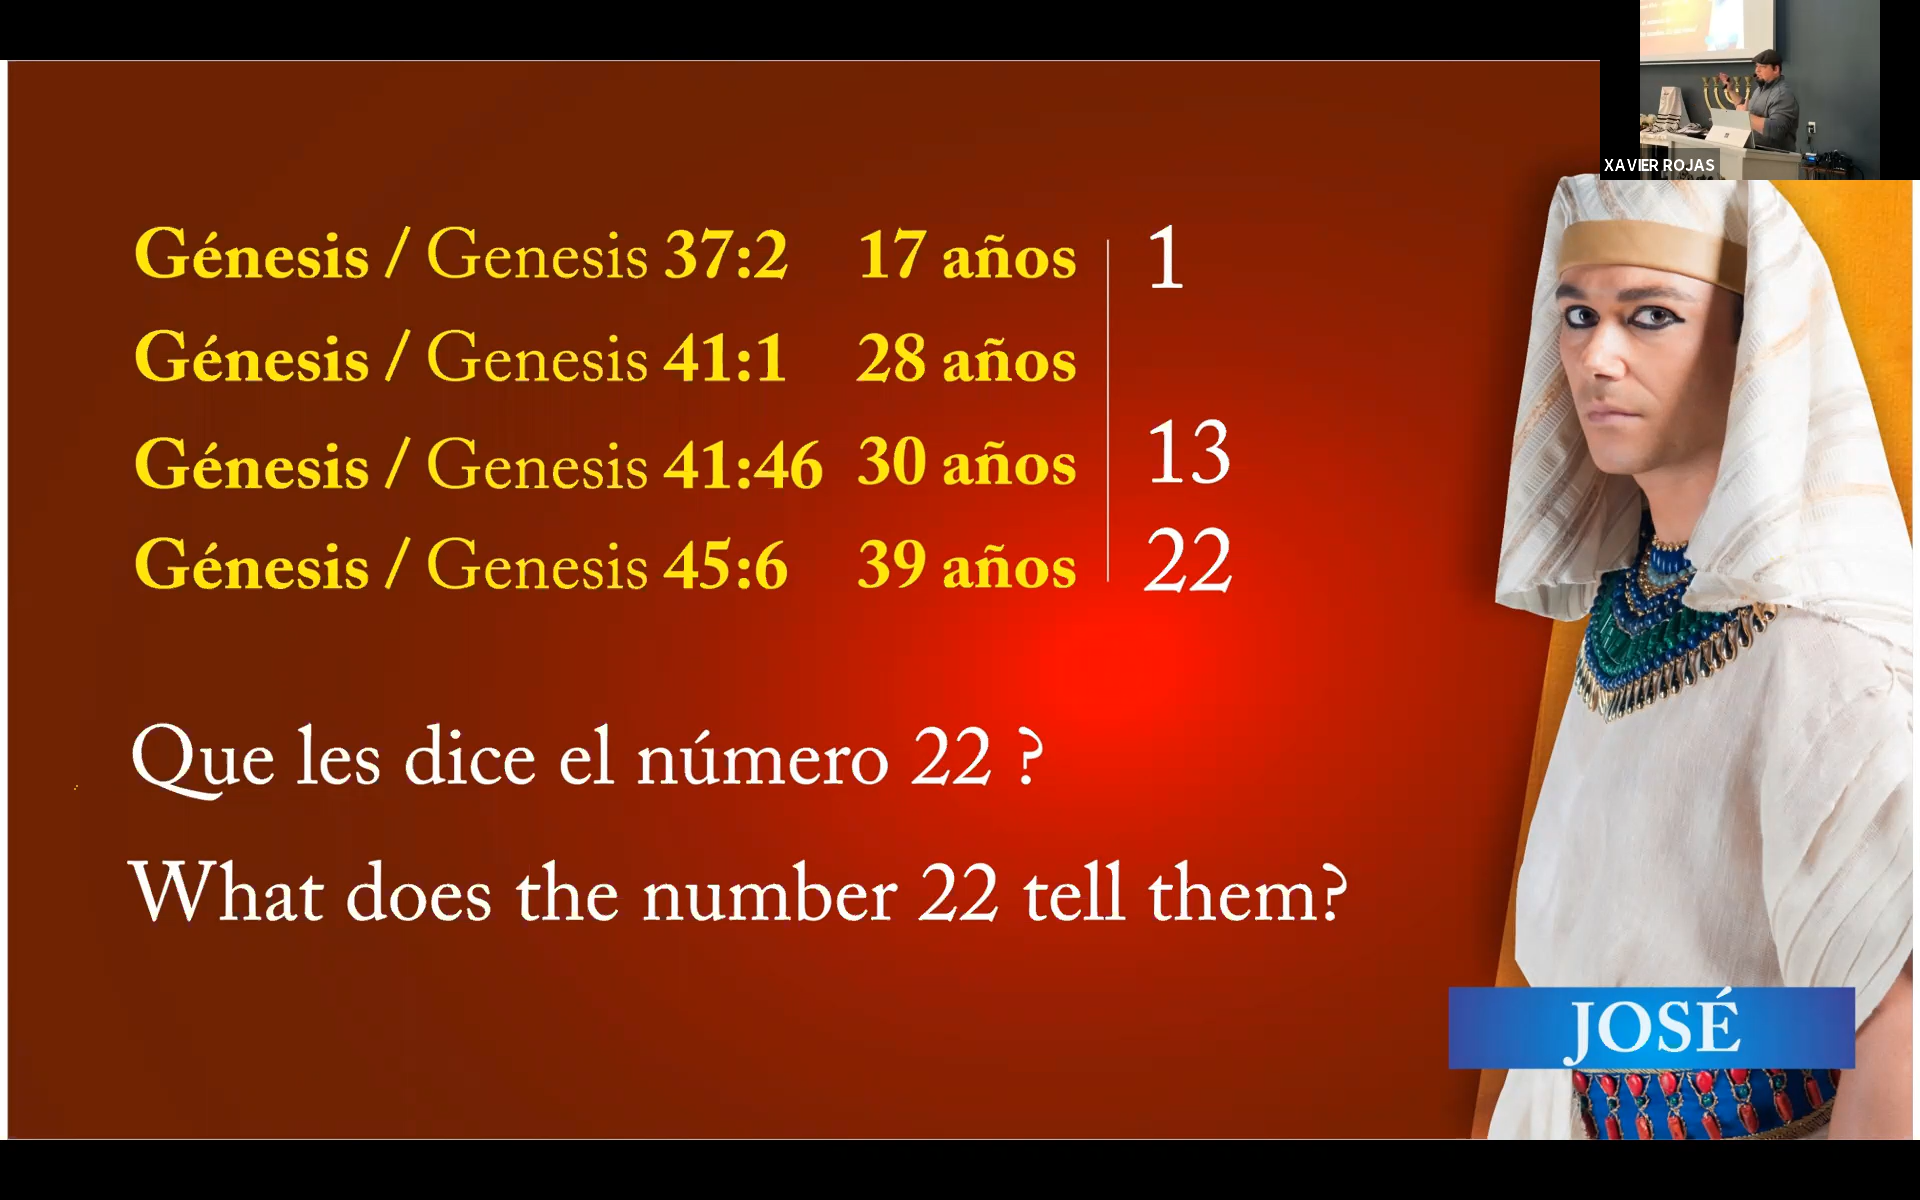 XAVIER ROJAS
Génesis / Genesis 37:2 17 años 1
Génesis / Genesis 41:1 28 años
Génesis / Genesis 41:46 30 años 13
Génesis / Genesis 45:6 39 años 22
Que les dice el número 22 ?
What does the number 22 tell them?
JOSÉ